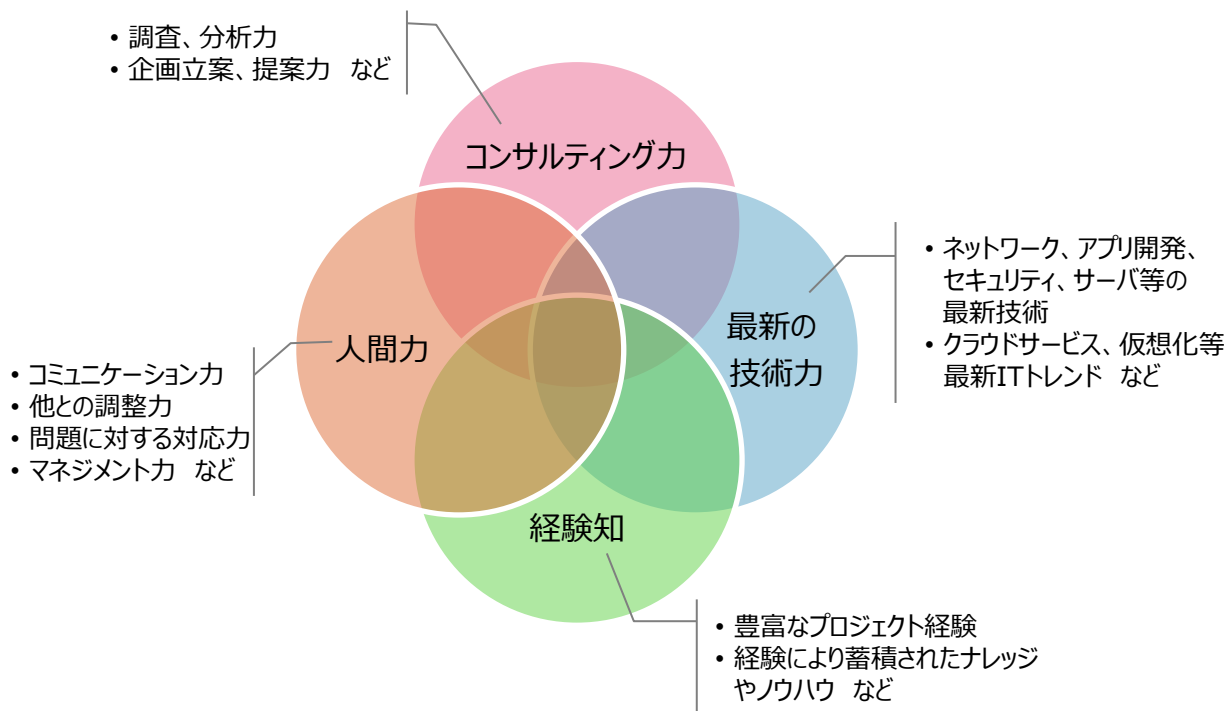 • 調査、分析力
• 企画立案、提案力　など
コンサルティング力
• ネットワーク、アプリ開発、
セキュリティ、サーバ等の
最新技術
• クラウドサービス、仮想化等
最新ITトレンド　など
最新の
技術力
人間力
• コミュニケーション力
• 他との調整力
• 問題に対する対応力
• マネジメント力　など
経験知
• 豊富なプロジェクト経験
• 経験により蓄積されたナレッジ
やノウハウ　など